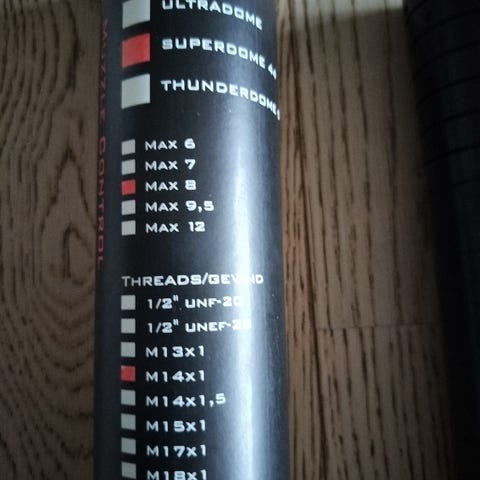 ULTRADOME
SUPERDOME 44
THUNDERDOME
MUZZLE CONTROL
MAX 6
MAX 7
MAX 8
MAX 9,5
MAX 12
THREADS/GEVIND
1/2" UNF-20
1/2" UNEF-28
M13x1
M14x1
M14x1,5
M15x1
M17x1
M18x1